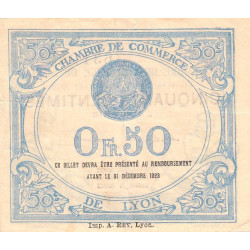 50c 50c
CHAMBRE DE COMMERCE
0 FR. 50
CE BILLET DEVRA ÊTRE PRÉSENTÉ AU REMBOURSEMENT
AVANT LE 31 DÉCEMBRE 1923
50c 50c
DE LYON
Imp. A. REY, Lyon.